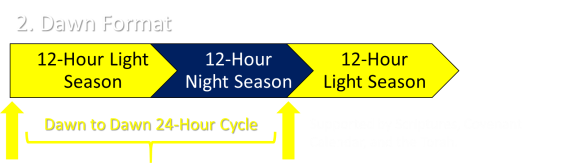 2. Dawn Format
12-Hour Light
Season
12-Hour
Night Season
12-Hour
Light Season
Dawn to Dawn 24-Hour Cycle